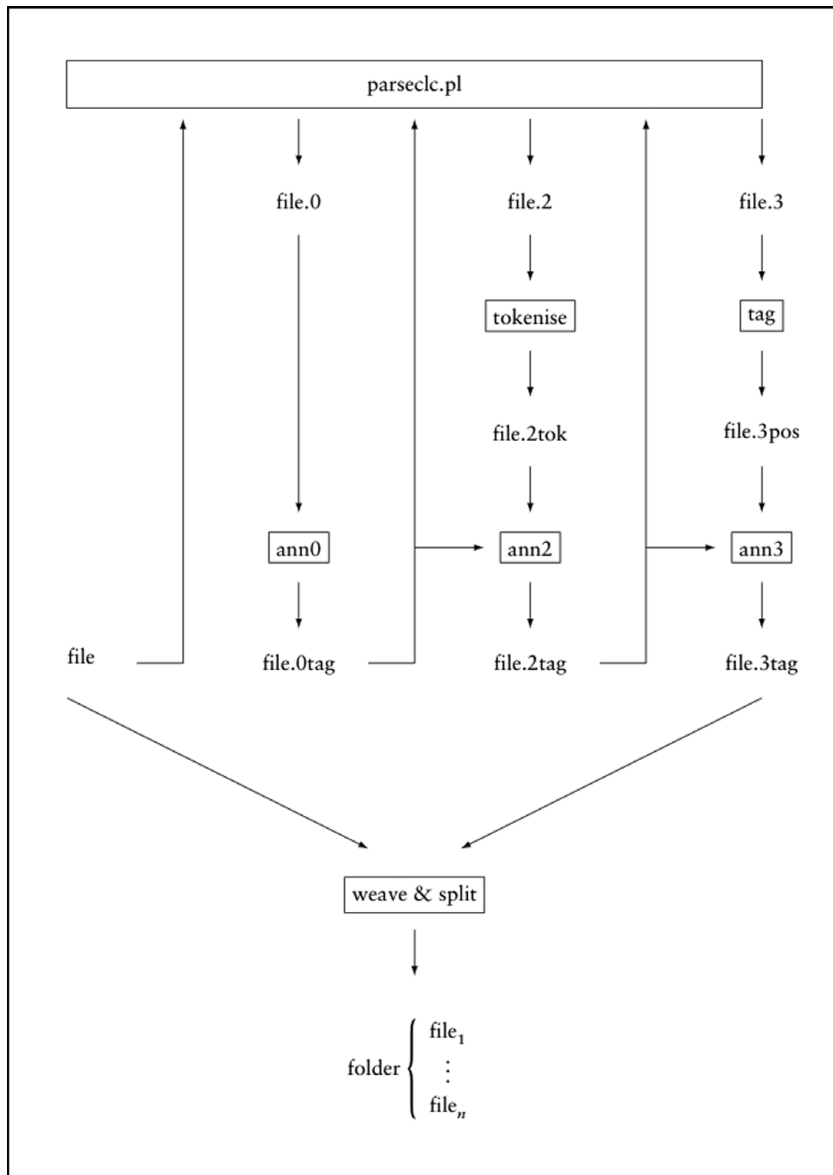 parseclc.pl
file.0 file.2 file.3
tokenise tag
file.2tok file.3pos
ann0 ann2 ann3
file file.0tag file.2tag file.3tag
weave & split
file₁
folder ⋮
fileₙ